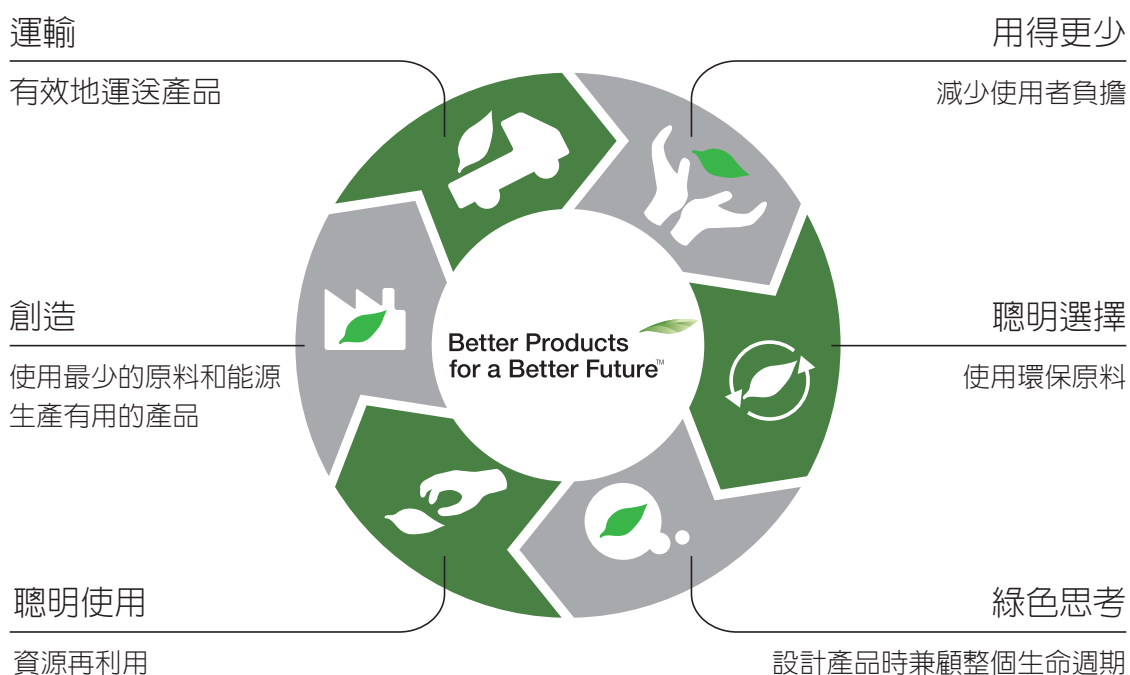 運輸
有效地運送產品
用得更少
減少使用者負擔
創造
使用最少的原料和能源
生產有用的產品
Better Products
for a Better Future™
聰明選擇
使用環保原料
聰明使用
資源再利用
綠色思考
設計產品時兼顧整個生命週期